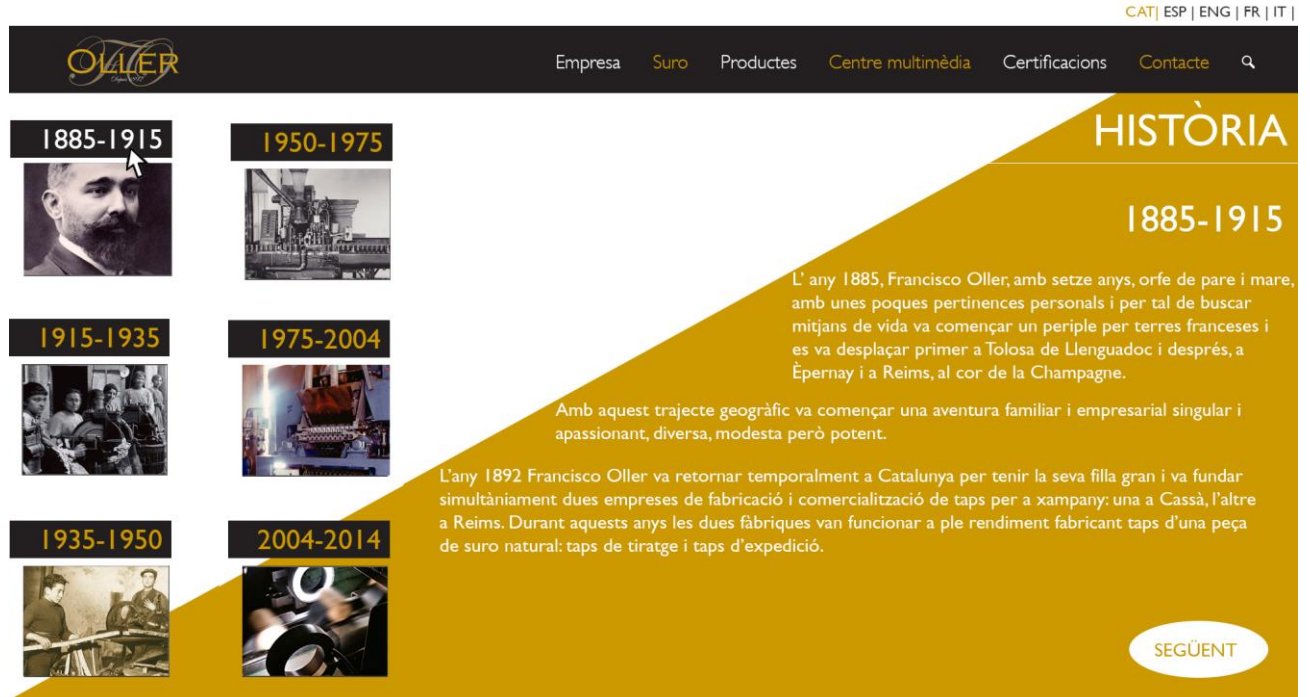 CAT| ESP | ENG | FR | IT |
OLLER
Empresa Suro Productes Centre multimèdia Certificacions Contacte
1885-1915
1950-1975
1915-1935
1975-2004
1935-1950
2004-2014
HISTÒRIA
1885-1915
L' any 1885, Francisco Oller, amb setze anys, orfe de pare i mare,
amb unes poques pertinences personals i per tal de buscar
mitjans de vida va començar un periple per terres franceses i
es va desplaçar primer a Tolosa de Llenguadoc i després, a
Èpernay i a Reims, al cor de la Champagne.
Amb aquest trajecte geogràfic va començar una aventura familiar i empresarial singular i
apassionant, diversa, modesta però potent.
L'any 1892 Francisco Oller va retornar temporalment a Catalunya per tenir la seva filla gran i va fundar
simultàniament dues empreses de fabricació i comercialització de taps per a xampany: una a Cassà, l'altre
a Reims. Durant aquests anys les dues fàbriques van funcionar a ple rendiment fabricant taps d'una peça
de suro natural: taps de tiratge i taps d'expedició.
SEGÜENT